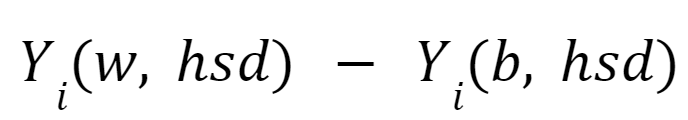 Y_i(w, hsd) − Y_i(b, hsd)